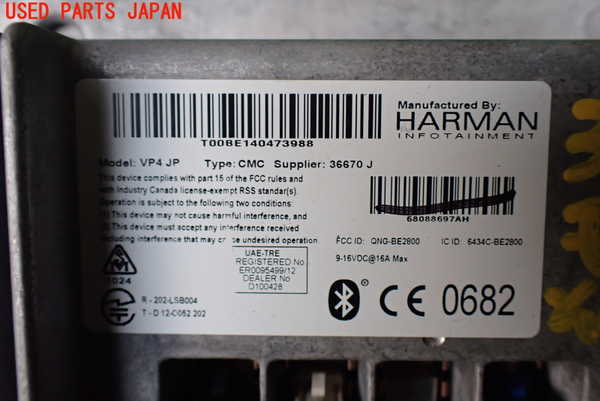 USED PARTS JAPAN
T00BE140473988
Manufactured By:
HARMAN
INFOTAINMENT
Model: VP4 JP Type: CMC Supplier: 36670 J
This device complies with part 15 of the FCC rules and
with Industry Canada license-exempt RSS standar(s).
Operation is subject to the following two conditions:
(1) This device may not cause harmful interference, and
(2) This device must accept any interference received
including interference that may cause undesired operation
68088697AH
FCC ID: QNG-BE2800 IC ID: 6434C-BE2800
9-16VDC@16A Max
UAE-TRE
REGISTERED No
ER0095499/12
DEALER No
D100428
1024
R - 202-LSB004
T - D 12-0052 202
CE 0682